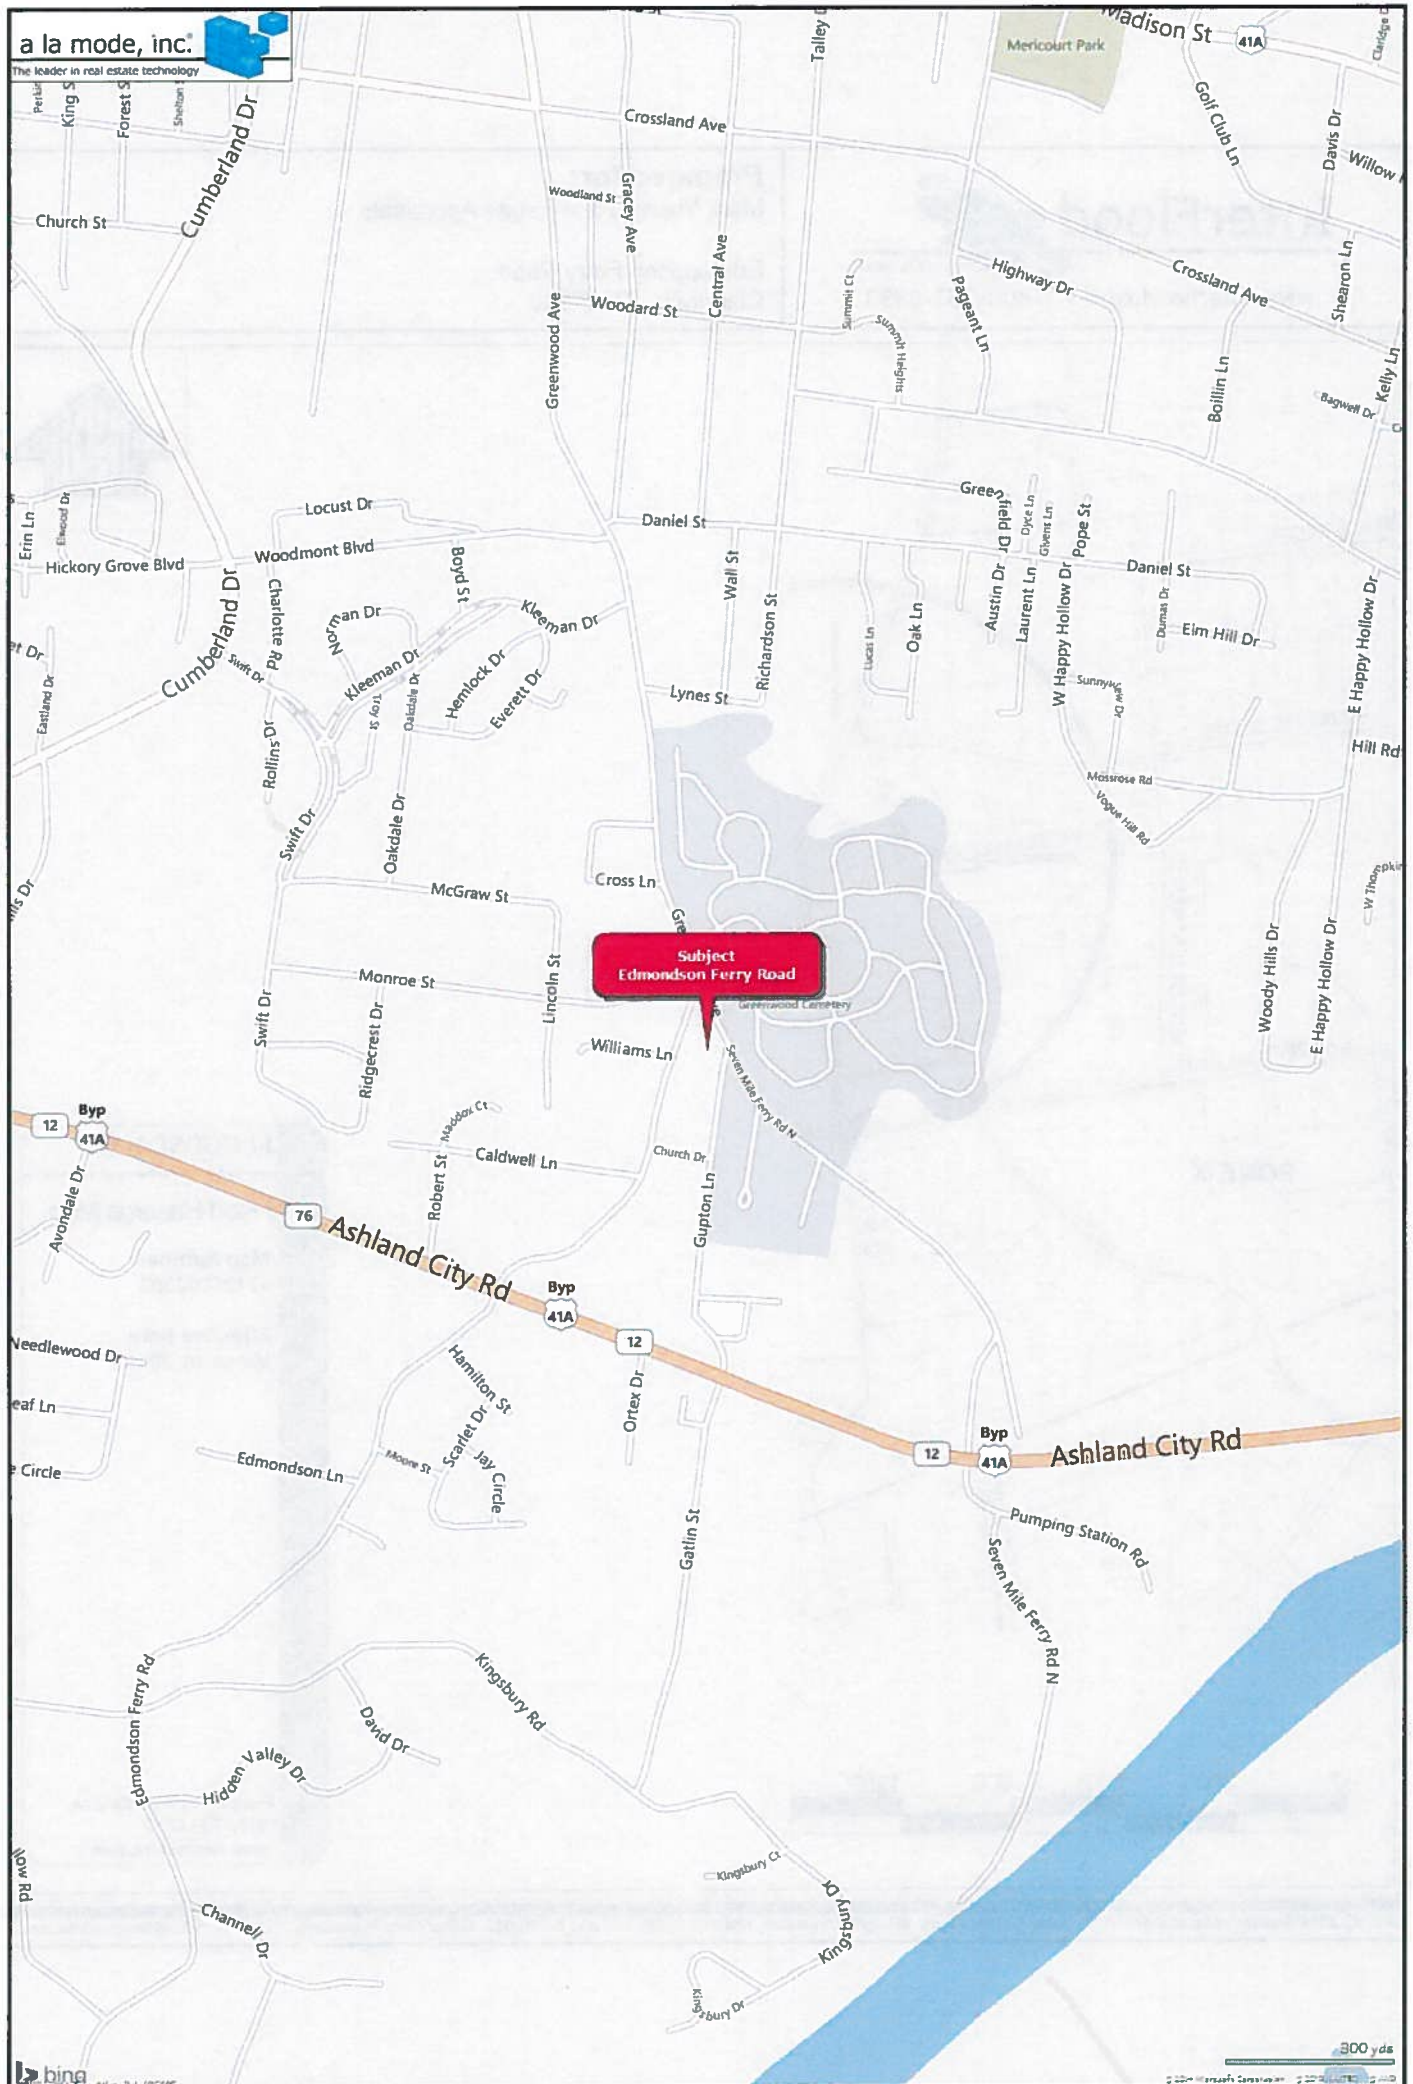 a la mode, inc.
The leader in real estate technology
Talley
Mericourt Park
Madison St
41A
King S
Forest S
Cumberland Dr
Crossland Ave
Golf Club Ln
Davis Dr
Willow
Church St
Woodland St
Gracey Ave
Central Ave
Greenwood Ave
Woodard St
Summit Ct
Summit Heights
Pageant Ln
Highway Dr
Crossland Ave
Shearon Ln
Boillin Ln
Kelly Ln
Bagwell Dr
Erin Ln
Elwood Dr
Locust Dr
Daniel St
Greenfield Dr
Dyce Ln
Givens Ln
Pope St
Hickory Grove Blvd
Woodmont Blvd
Boyd St
Wall St
Daniel St
Cumberland Dr
Charlotte Rd
Norman Dr
Kleeman Dr
Richardson St
Lucas Ln
Oak Ln
Austin Dr
Laurent Ln
W Happy Hollow Dr
Dumas Dr
Elm Hill Dr
E Happy Hollow Dr
et Dr
Eastland Dr
Swift Dr
Kleeman Dr
Troy St
Oakdale Dr
Hemlock Dr
Everett Dr
Lynes St
Sunnyview Dr
Rollins Dr
Hill Rd
Mossrose Rd
Vogue Hill Rd
Swift Dr
Oakdale Dr
McGraw St
Cross Ln
lls Dr
Gre
Subject
Edmondson Ferry Road
Greenwood Cemetery
Monroe St
Lincoln St
Swift Dr
Ridgecrest Dr
Williams Ln
Seven Mile Ferry Rd N
Woody Hills Dr
E Happy Hollow Dr
12
Byp
41A
Maddox Ct
Robert St
Caldwell Ln
Church Dr
Gupton Ln
Avondale Dr
76
Ashland City Rd
Byp
41A
12
Needlewood Dr
eaf Ln
e Circle
Hamilton St
Scarlet Dr
Jay Circle
Moore St
Edmondson Ln
Ortex Dr
12
Byp
41A
Ashland City Rd
Gatlin St
Pumping Station Rd
Seven Mile Ferry Rd N
Edmondson Ferry Rd
Kingsbury Rd
David Dr
Hidden Valley Dr
low Rd
Channell Dr
Kingsbury Ct
Kingsbury Dr
Kingsbury Dr
300 yds
bing